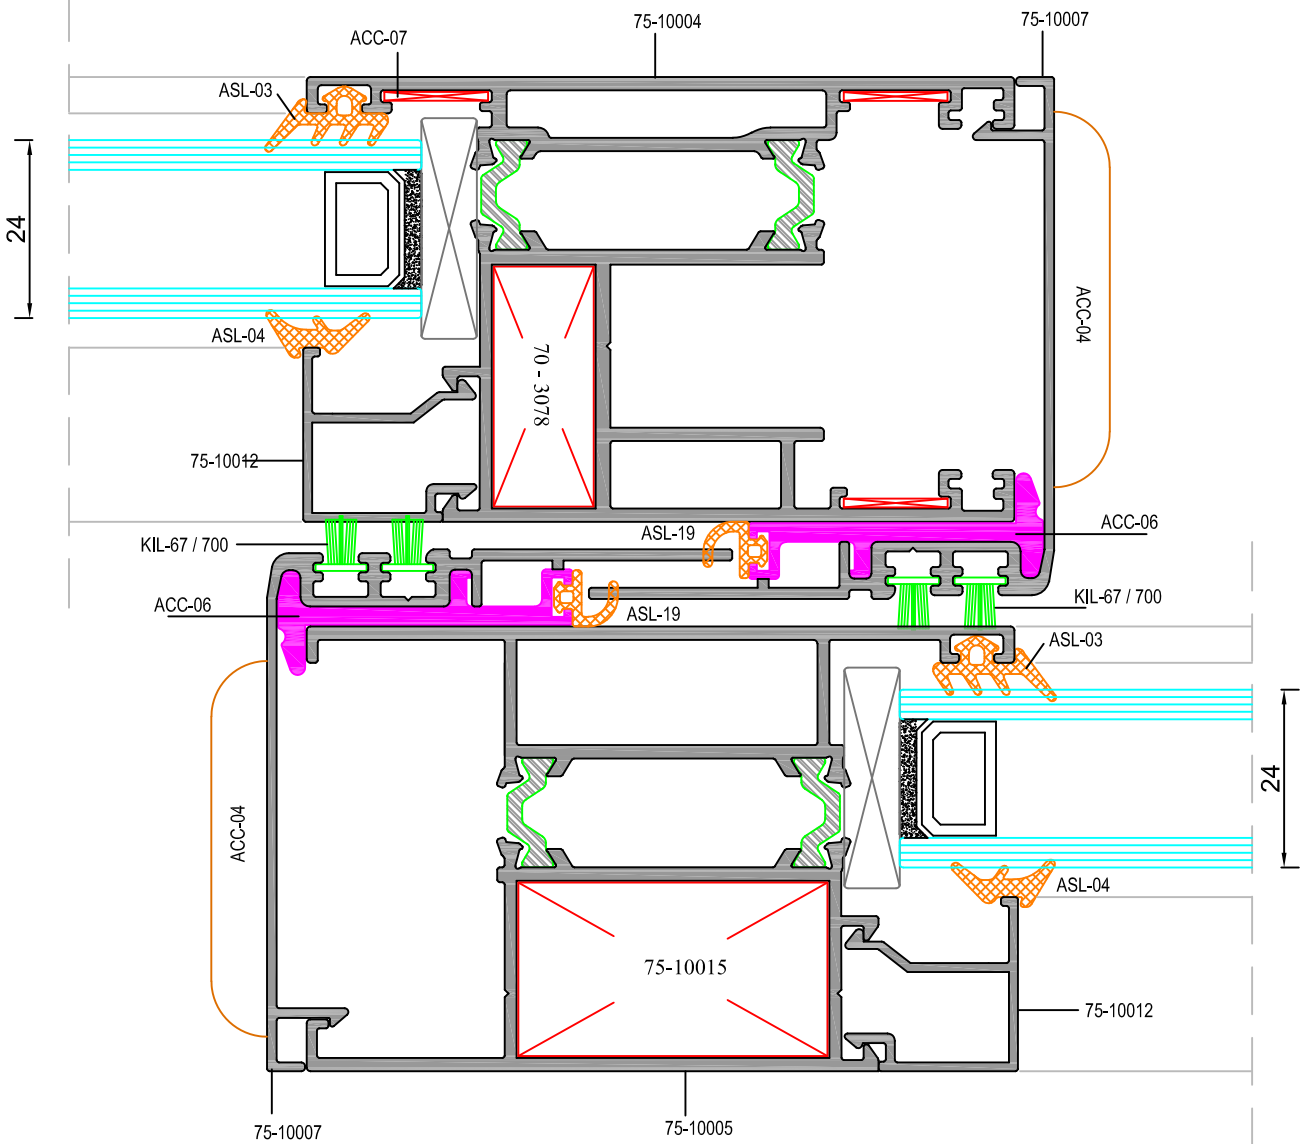 75-10004
75-10007
ACC-07
ASL-03
24
ACC-04
ASL-04
70 - 3078
75-10012
ASL-19
ACC-06
KIL-67 / 700
ACC-06
ASL-19
KIL-67 / 700
ASL-03
24
ACC-04
ASL-04
75-10015
75-10012
75-10007
75-10005